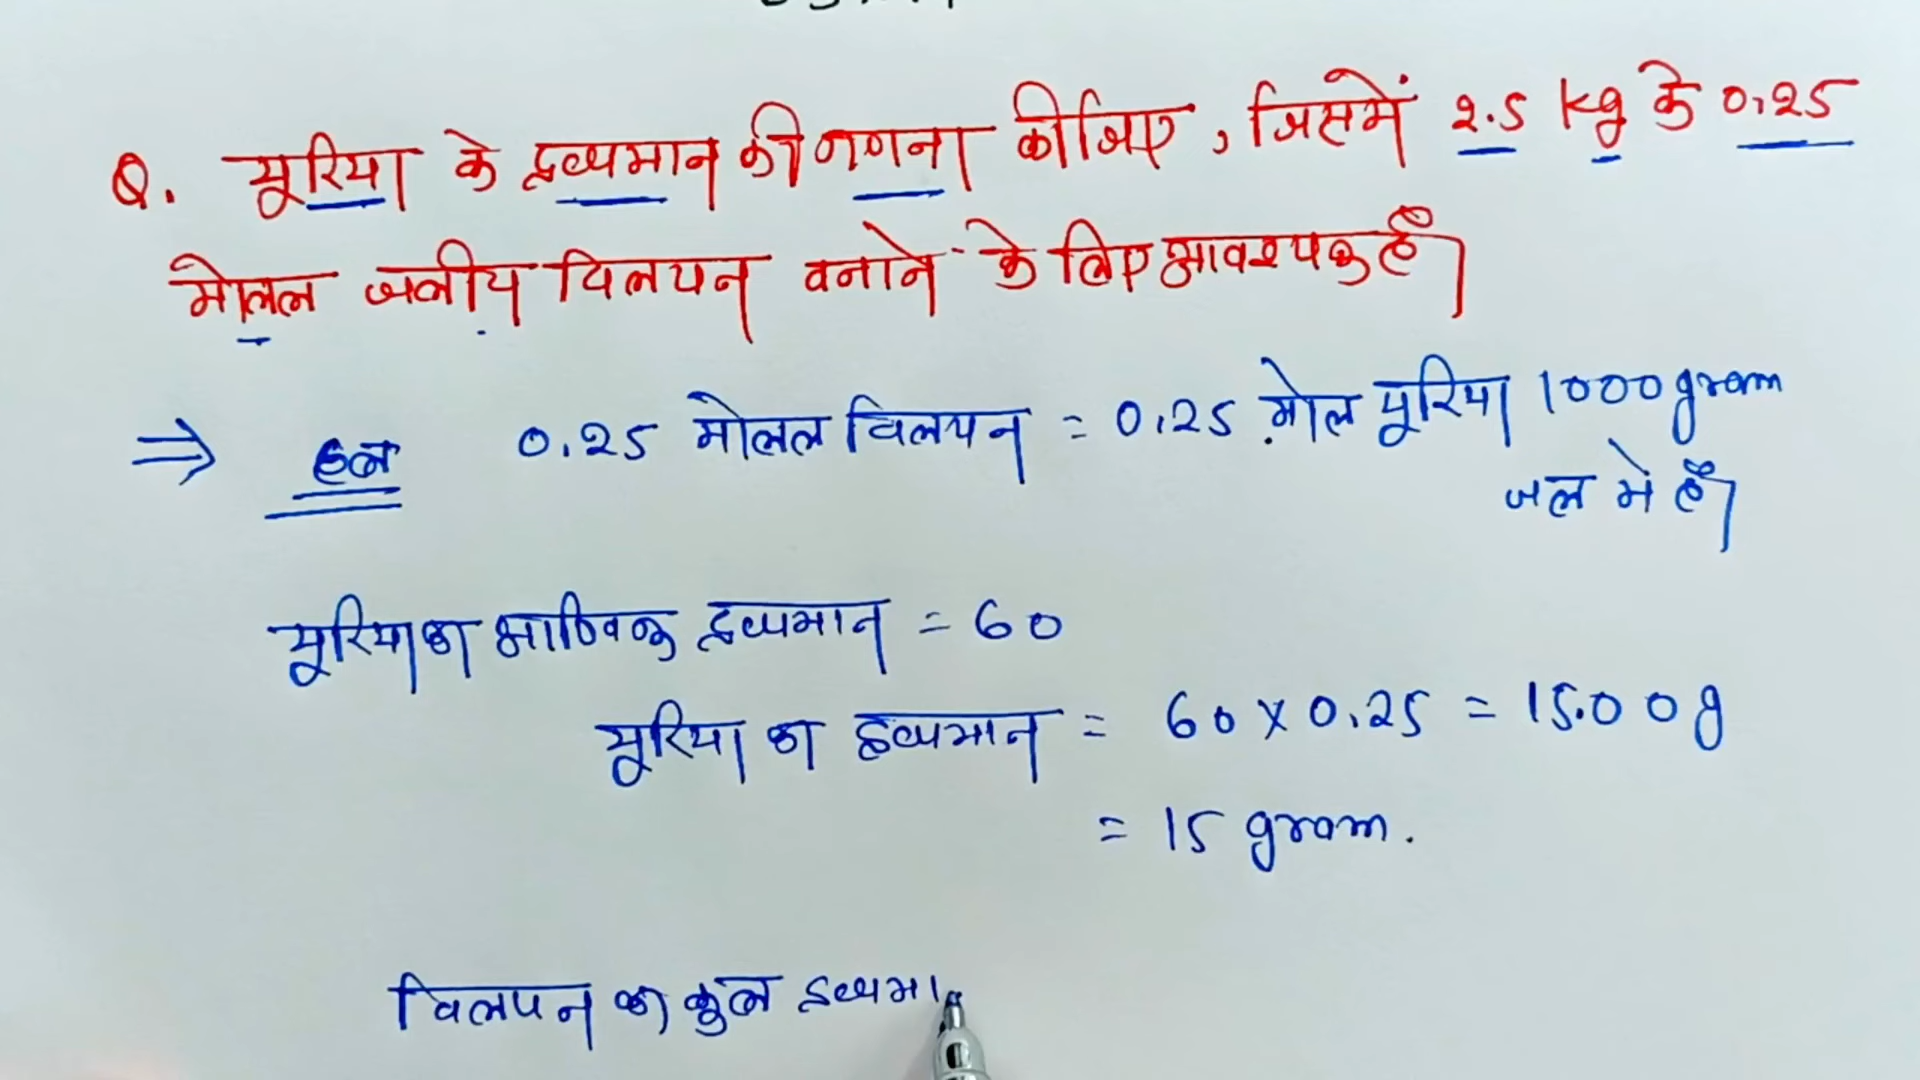 Q. यूरिया के द्रव्यमान की गणना कीजिए, जिसमें 2.5 kg के 0.25
मोलल जलीय विलयन बनाने के लिए आवश्यक है।
⇒ हल 0.25 मोलल विलयन = 0.25 मोल यूरिया 1000 gram
जल में है।
यूरिया का आण्विक द्रव्यमान = 60
यूरिया का द्रव्यमान = 60 × 0.25 = 15.00 g
= 15 gram.
विलयन का कुल द्रव्यमा